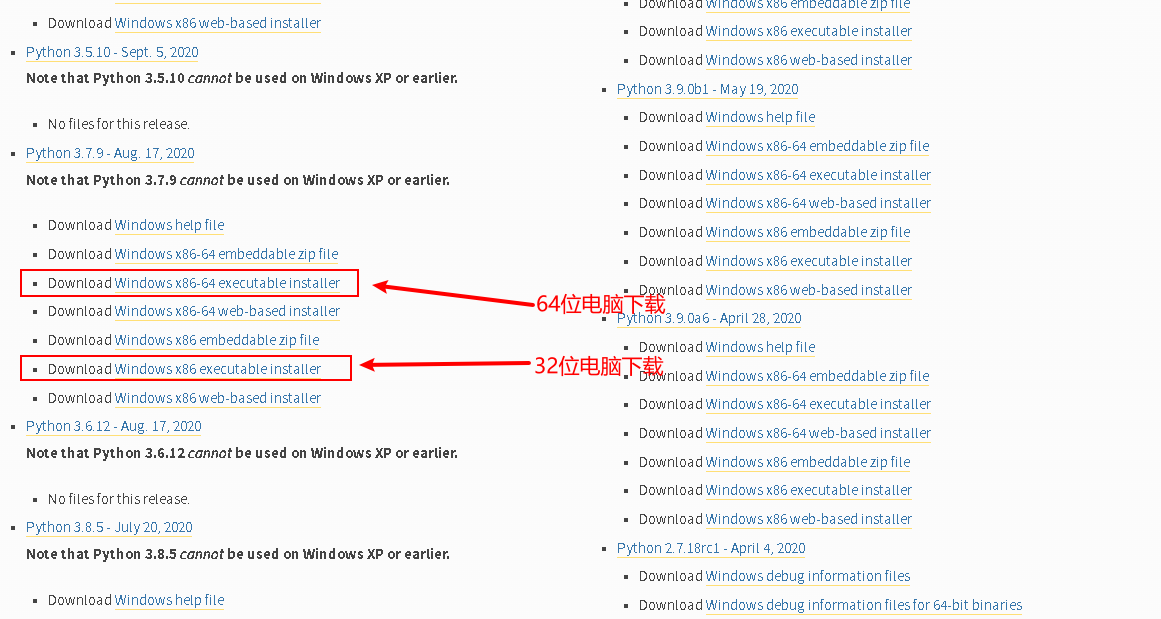 Download Windows x86 web-based installer
Python 3.5.10 - Sept. 5, 2020
Note that Python 3.5.10 cannot be used on Windows XP or earlier.
No files for this release.
Python 3.7.9 - Aug. 17, 2020
Note that Python 3.7.9 cannot be used on Windows XP or earlier.
Download Windows help file
Download Windows x86-64 embeddable zip file
Download Windows x86-64 executable installer
Download Windows x86-64 web-based installer
Download Windows x86 embeddable zip file
Download Windows x86 executable installer
Download Windows x86 web-based installer
Python 3.6.12 - Aug. 17, 2020
Note that Python 3.6.12 cannot be used on Windows XP or earlier.
No files for this release.
Python 3.8.5 - July 20, 2020
Note that Python 3.8.5 cannot be used on Windows XP or earlier.
Download Windows help file
64位电脑下载
32位电脑下载
Download Windows x86 embeddable zip file
Download Windows x86 executable installer
Download Windows x86 web-based installer
Python 3.9.0b1 - May 19, 2020
Download Windows help file
Download Windows x86-64 embeddable zip file
Download Windows x86-64 executable installer
Download Windows x86-64 web-based installer
Download Windows x86 embeddable zip file
Download Windows x86 executable installer
Download Windows x86 web-based installer
Python 3.9.0a6 - April 28, 2020
Download Windows help file
Download Windows x86-64 embeddable zip file
Download Windows x86-64 executable installer
Download Windows x86-64 web-based installer
Download Windows x86 embeddable zip file
Download Windows x86 executable installer
Download Windows x86 web-based installer
Python 2.7.18rc1 - April 4, 2020
Download Windows debug information files
Download Windows debug information files for 64-bit binaries